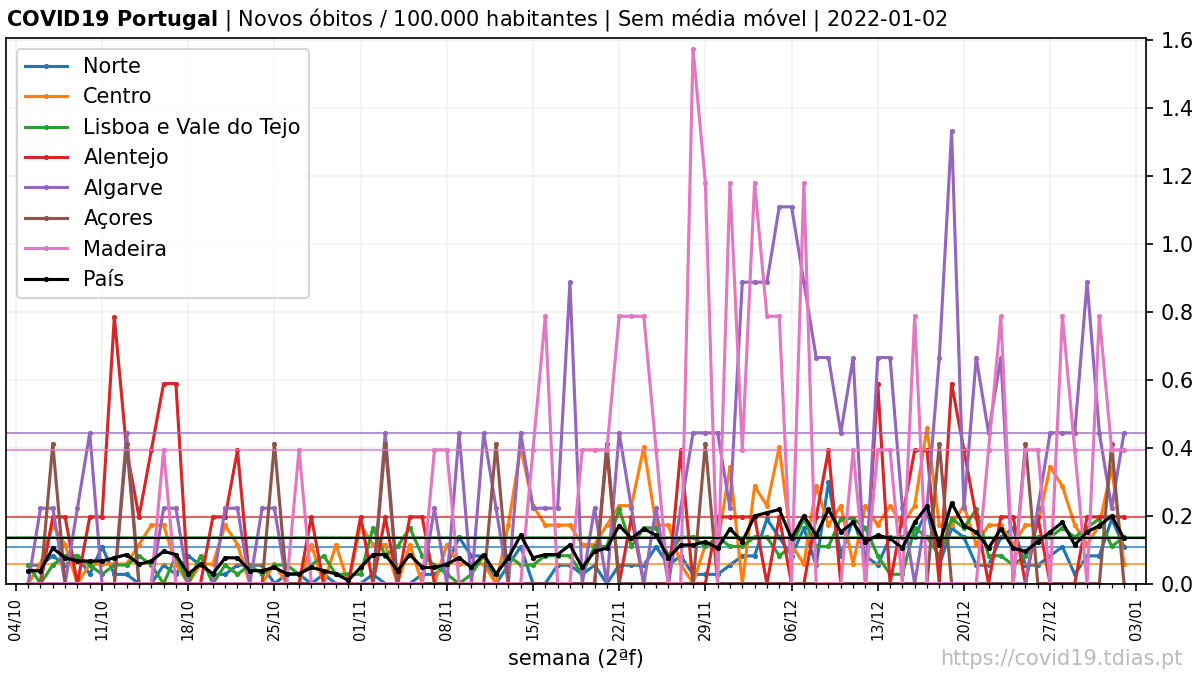 COVID19 Portugal | Novos óbitos / 100.000 habitantes | Sem média móvel | 2022-01-02
Norte
Centro
Lisboa e Vale do Tejo
Alentejo
Algarve
Açores
Madeira
País
1.6
1.4
1.2
1.0
0.8
0.6
0.4
0.2
0.0
04/10
11/10
18/10
25/10
01/11
08/11
15/11
22/11
29/11
06/12
13/12
20/12
27/12
03/01
semana (2ªf)
https://covid19.tdias.pt